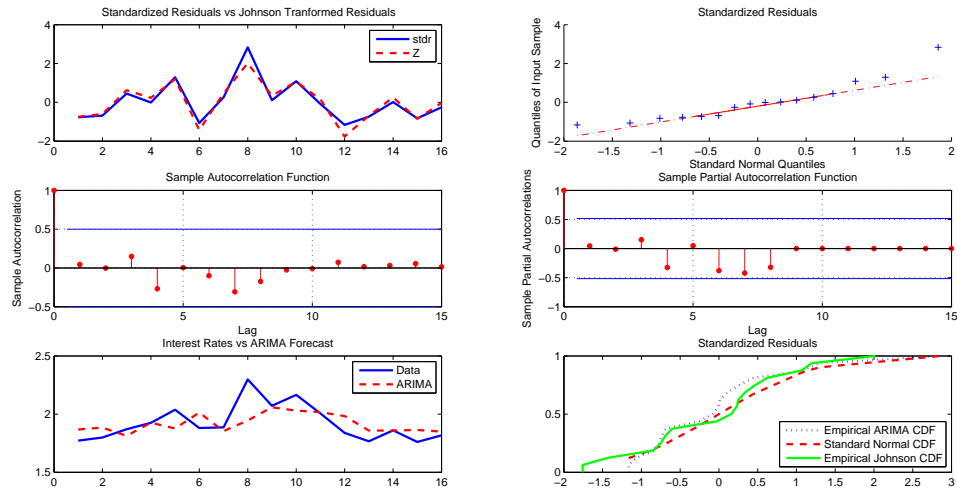 Standardized Residuals vs Johnson Tranformed Residuals
4
2
0
−2
0 2 4 6 8 10 12 14 16
stdr
Z
Standardized Residuals
Quantiles of Input Sample
4
2
0
−2
−2 −1.5 −1 −0.5 0 0.5 1 1.5 2
Standard Normal Quantiles
Sample Autocorrelation Function
Sample Autocorrelation
1
0.5
0
−0.5
0 5 10 15
Lag
Sample Partial Autocorrelation Function
Sample Partial Autocorrelations
1
0.5
0
−0.5
−1
0 5 10 15
Lag
Interest Rates vs ARIMA Forecast
2.5
2
1.5
0 2 4 6 8 10 12 14 16
Data
ARIMA
Standardized Residuals
1
0.5
0
−2 −1.5 −1 −0.5 0 0.5 1 1.5 2 2.5 3
Empirical ARIMA CDF
Standard Normal CDF
Empirical Johnson CDF